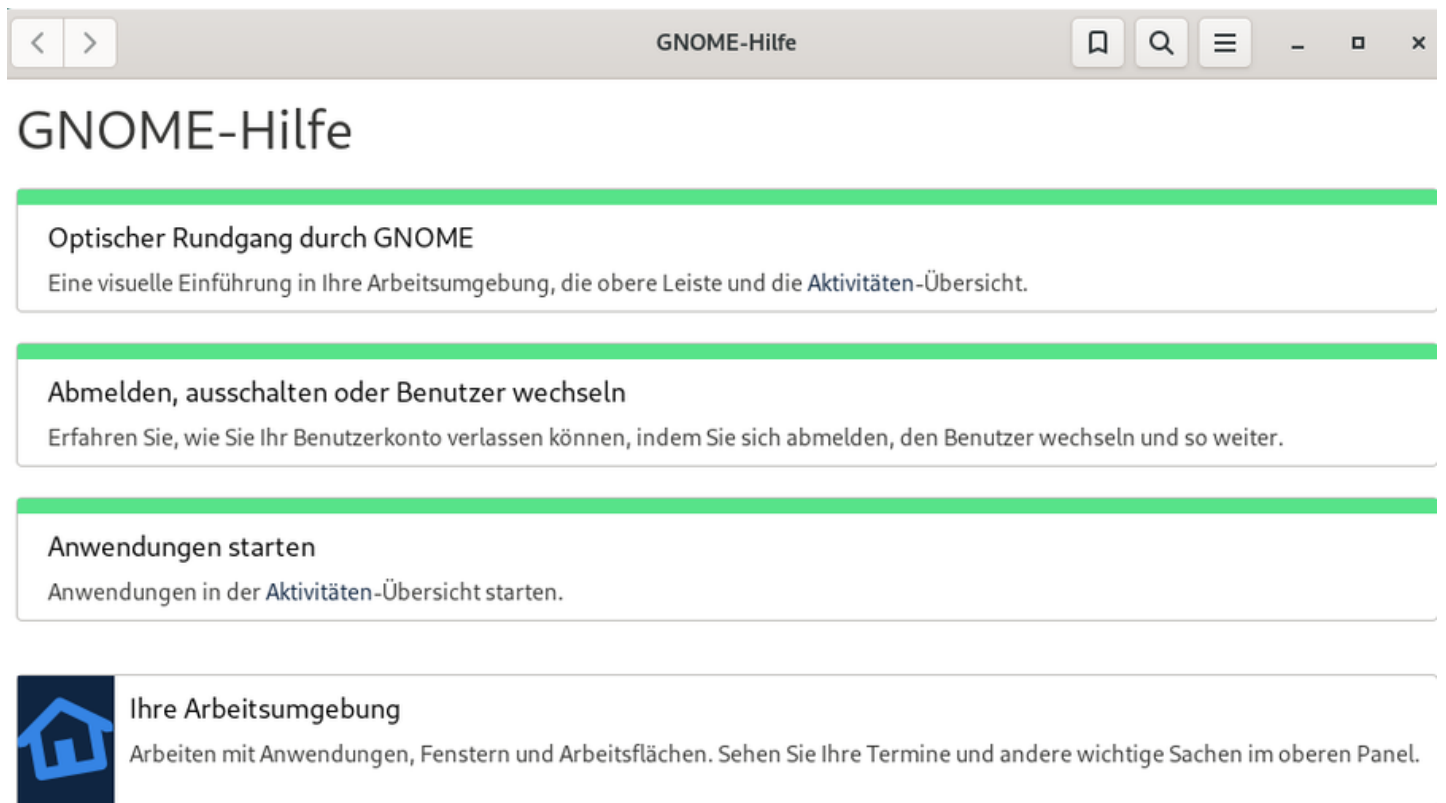 GNOME-Hilfe
GNOME-Hilfe
Optischer Rundgang durch GNOME
Eine visuelle Einführung in Ihre Arbeitsumgebung, die obere Leiste und die Aktivitäten-Übersicht.
Abmelden, ausschalten oder Benutzer wechseln
Erfahren Sie, wie Sie Ihr Benutzerkonto verlassen können, indem Sie sich abmelden, den Benutzer wechseln und so weiter.
Anwendungen starten
Anwendungen in der Aktivitäten-Übersicht starten.
Ihre Arbeitsumgebung
Arbeiten mit Anwendungen, Fenstern und Arbeitsflächen. Sehen Sie Ihre Termine und andere wichtige Sachen im oberen Panel.